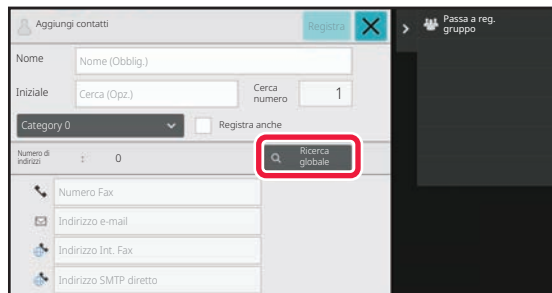 Aggiungi contatti
Registra
Passa a reg.
gruppo
Nome
Nome (Obblig.)
Iniziale
Cerca (Opz.)
Cerca
numero
1
Category 0
Registra anche
Numero di
indirizzi
: 0
Ricerca
globale
Numero Fax
Indirizzo e-mail
Indirizzo Int. Fax
Indirizzo SMTP diretto